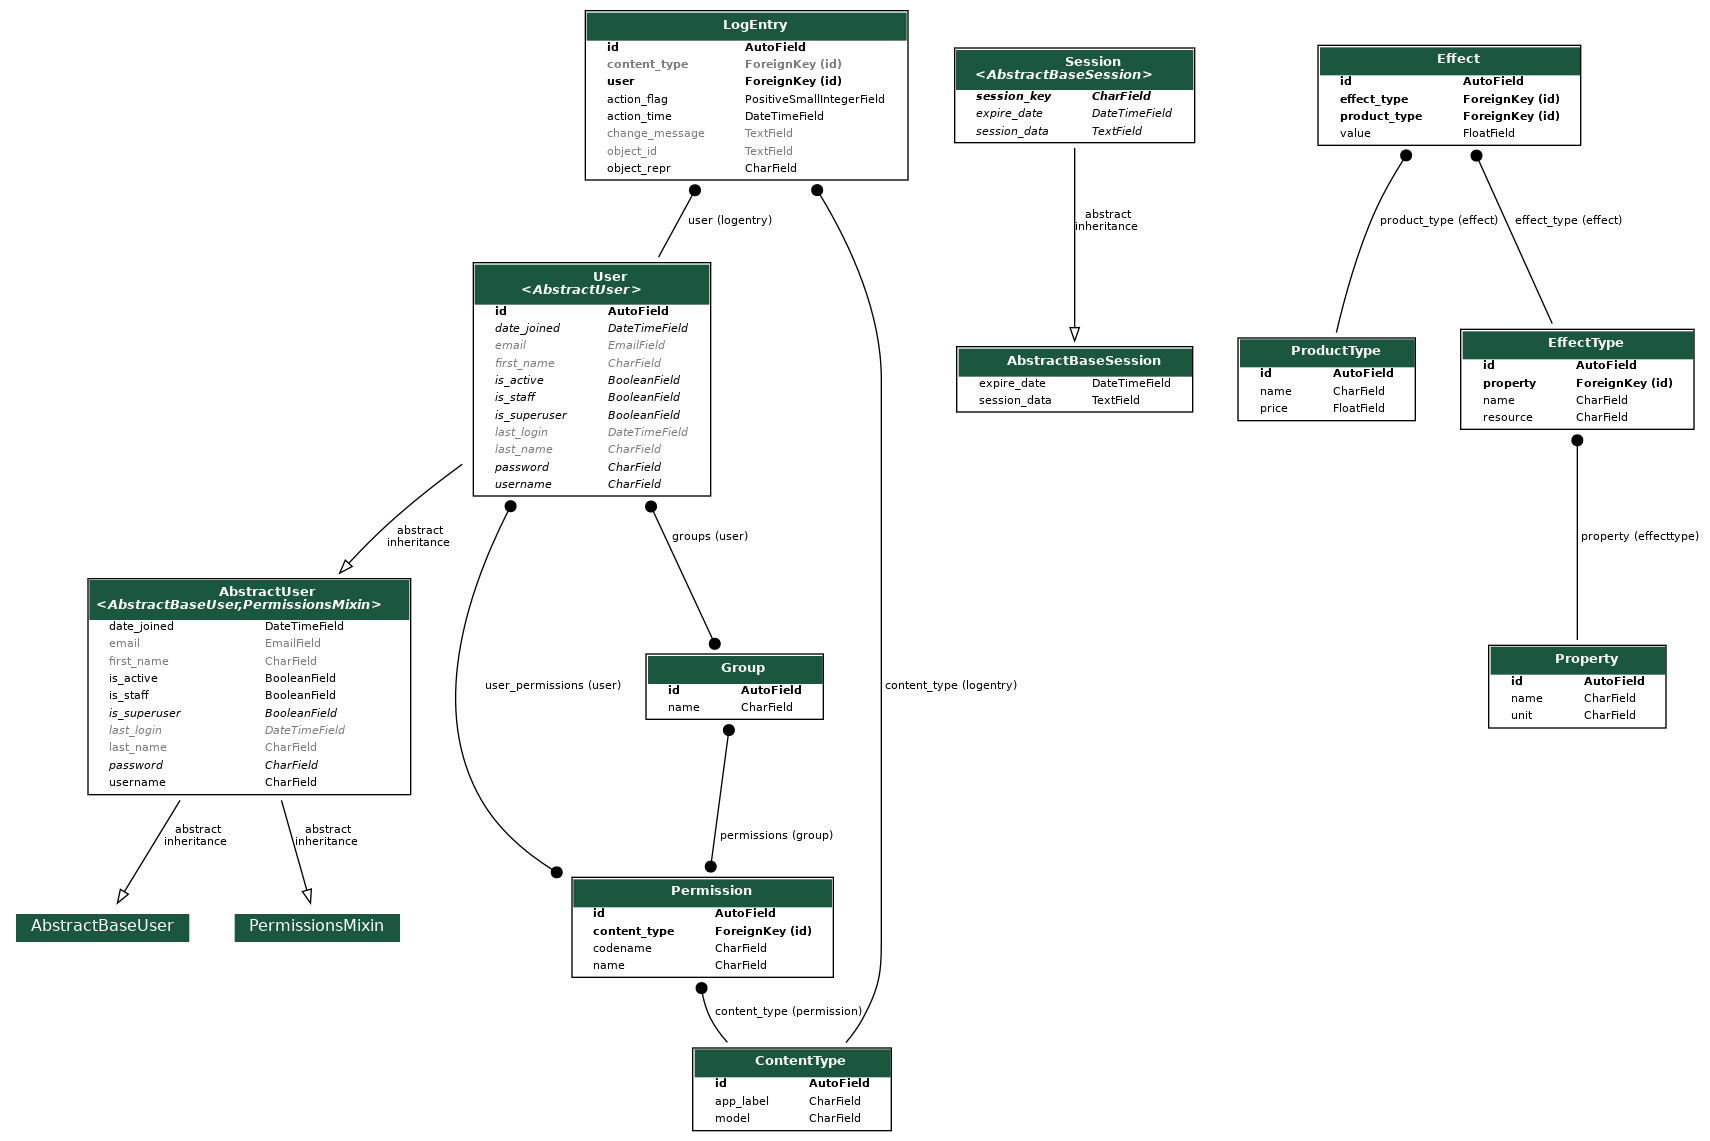 LogEntry
id AutoField
content_type ForeignKey (id)
user ForeignKey (id)
action_flag PositiveSmallIntegerField
action_time DateTimeField
change_message TextField
object_id TextField
object_repr CharField
Session
<AbstractBaseSession>
session_key CharField
expire_date DateTimeField
session_data TextField
Effect
id AutoField
effect_type ForeignKey (id)
product_type ForeignKey (id)
value FloatField
user (logentry)
abstract
inheritance
product_type (effect)
effect_type (effect)
User
<AbstractUser>
id AutoField
date_joined DateTimeField
email EmailField
first_name CharField
is_active BooleanField
is_staff BooleanField
is_superuser BooleanField
last_login DateTimeField
last_name CharField
password CharField
username CharField
AbstractBaseSession
expire_date DateTimeField
session_data TextField
ProductType
id AutoField
name CharField
price FloatField
EffectType
id AutoField
property ForeignKey (id)
name CharField
resource CharField
abstract
inheritance
groups (user)
property (effecttype)
AbstractUser
<AbstractBaseUser,PermissionsMixin>
date_joined DateTimeField
email EmailField
first_name CharField
is_active BooleanField
is_staff BooleanField
is_superuser BooleanField
last_login DateTimeField
last_name CharField
password CharField
username CharField
user_permissions (user)
Group
id AutoField
name CharField
content_type (logentry)
Property
id AutoField
name CharField
unit CharField
abstract
inheritance
abstract
inheritance
permissions (group)
AbstractBaseUser
PermissionsMixin
Permission
id AutoField
content_type ForeignKey (id)
codename CharField
name CharField
content_type (permission)
ContentType
id AutoField
app_label CharField
model CharField